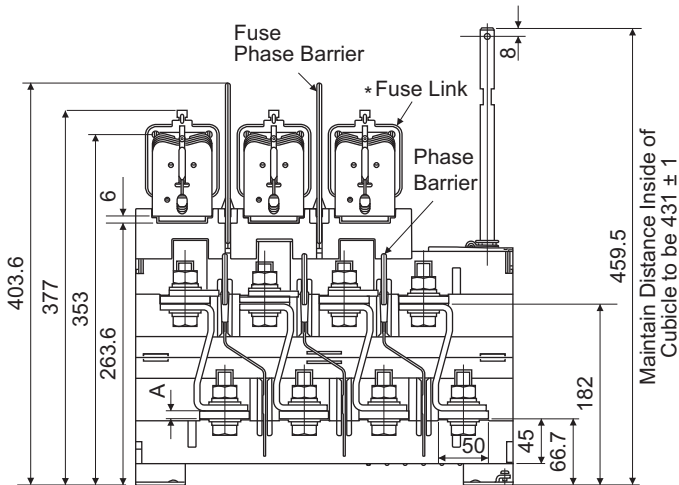 Fuse
Phase Barrier
*Fuse Link
Phase
Barrier
8
6
403.6
377
353
263.6
A
459.5
Maintain Distance Inside of
Cubicle to be 431 ± 1
182
50
45
66.7